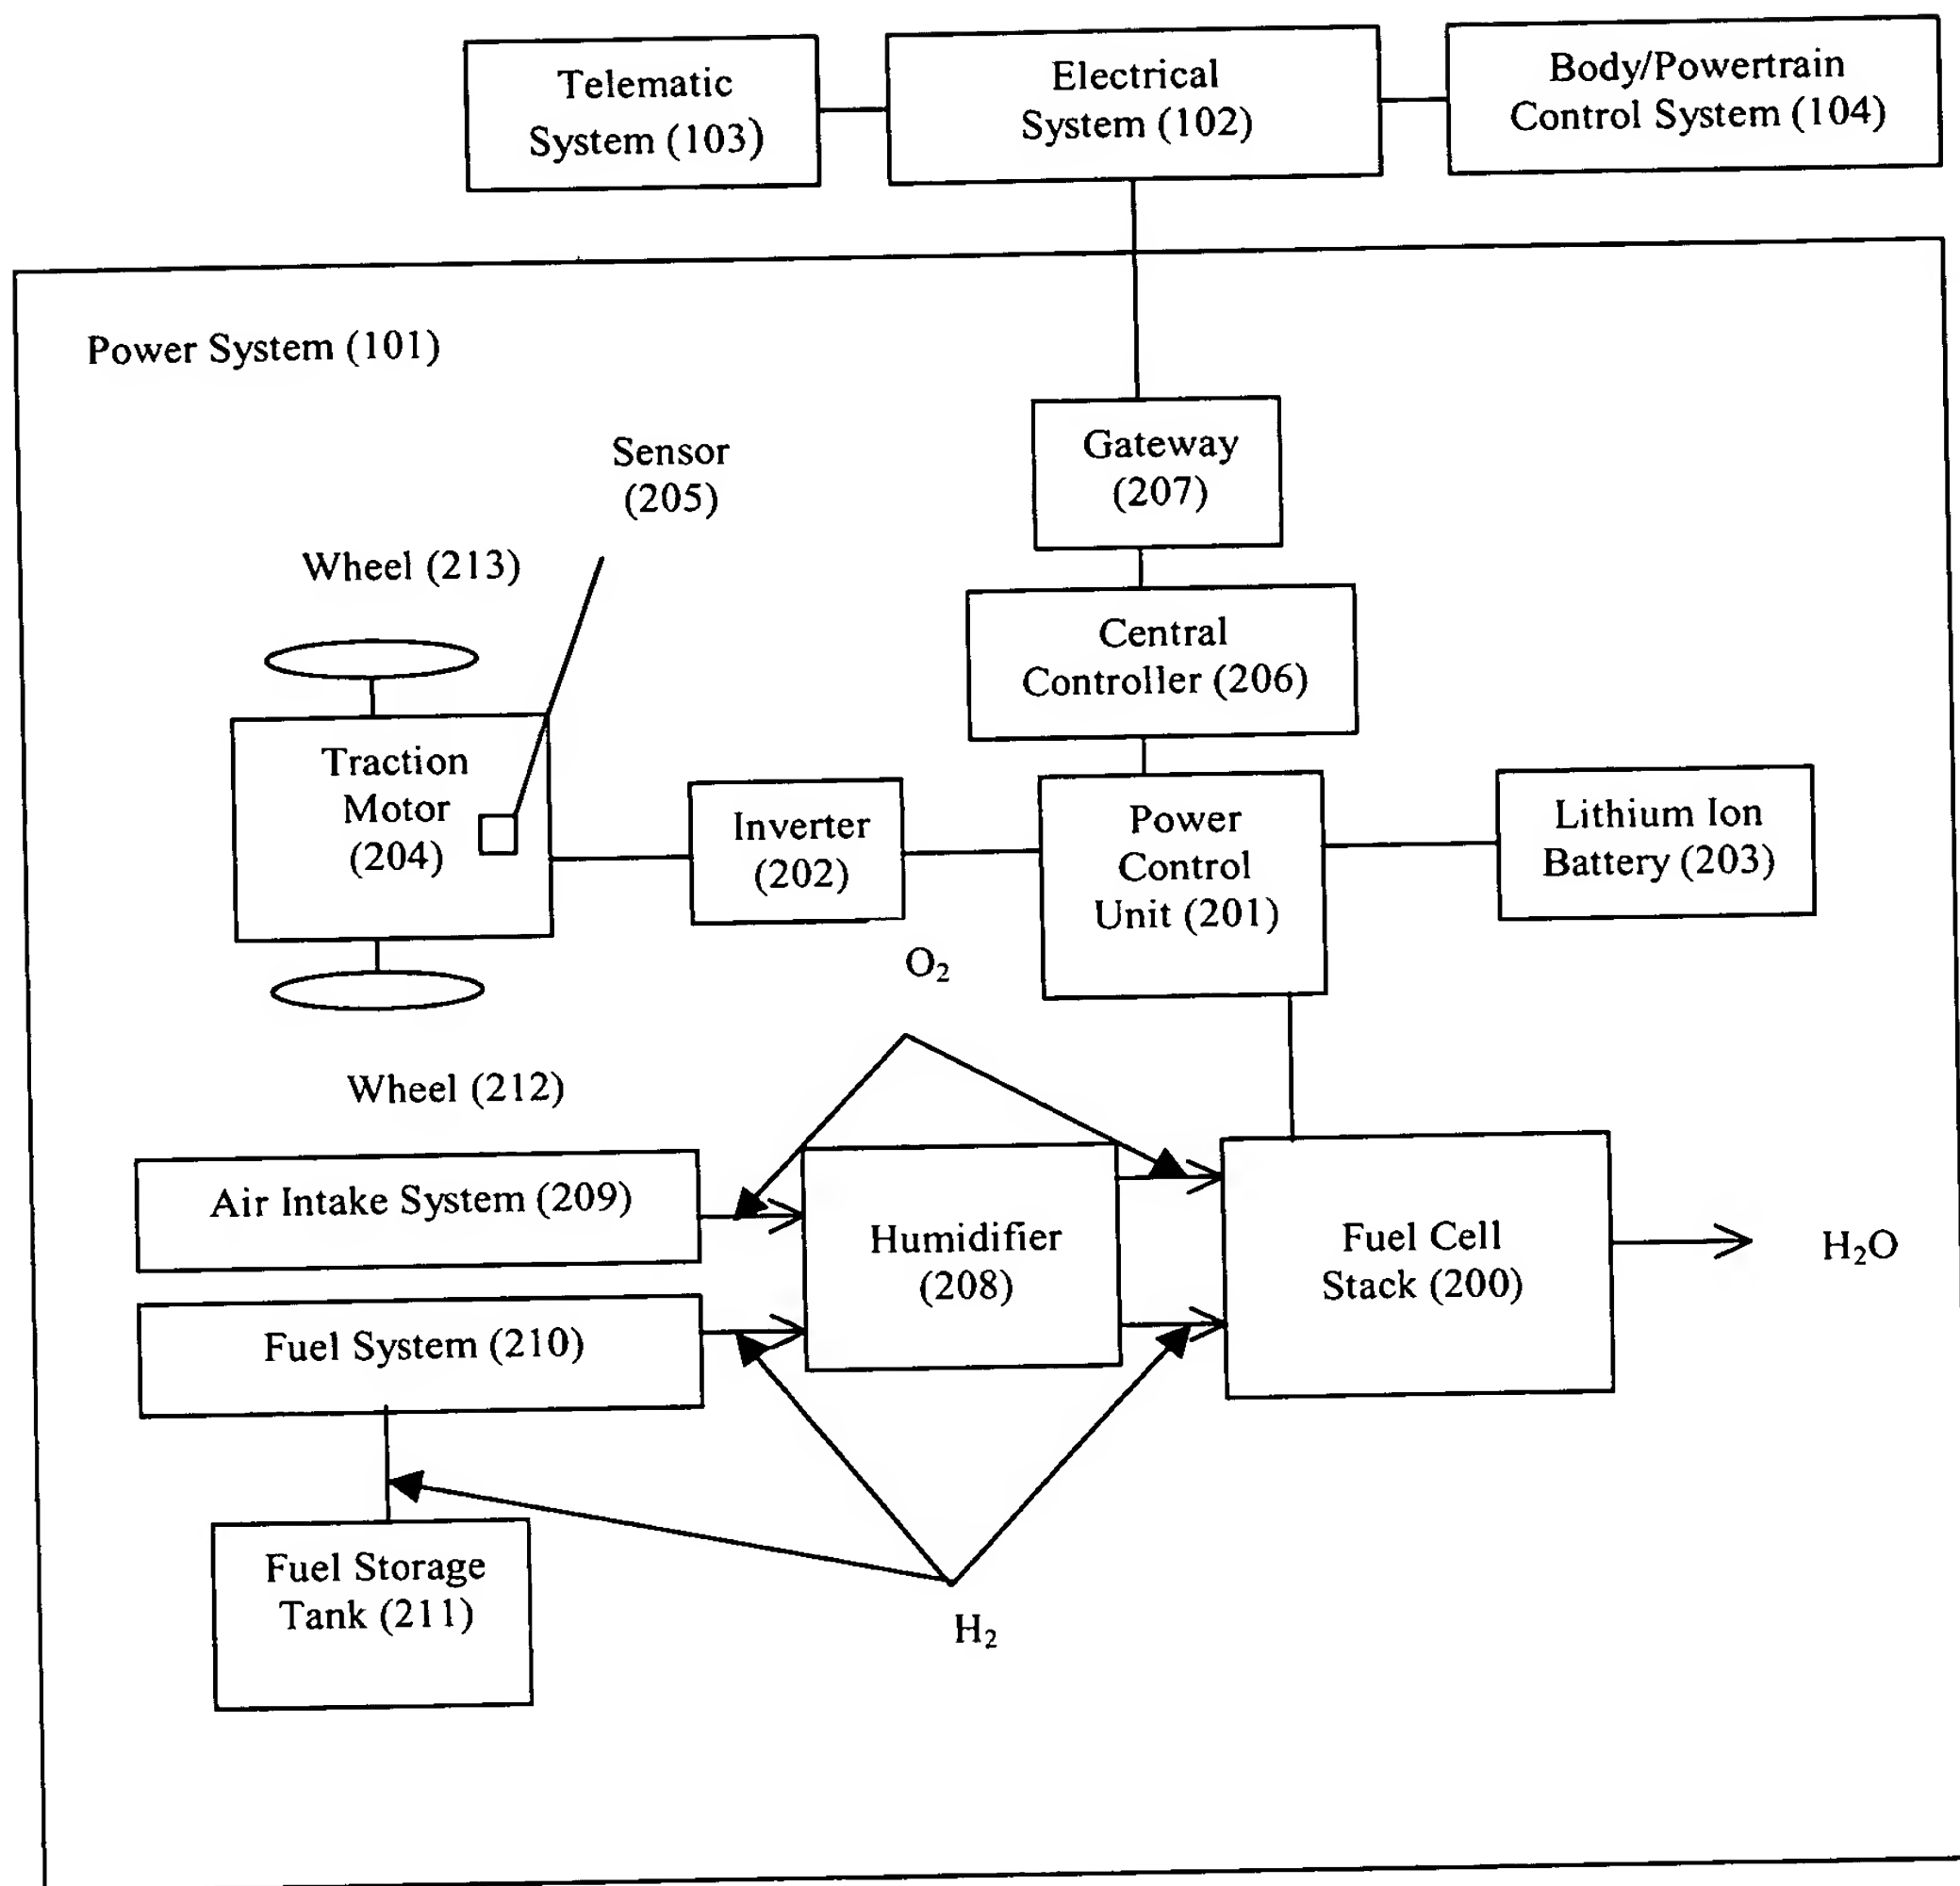 Telematic
System (103)
Electrical
System (102)
Body/Powertrain
Control System (104)
Power System (101)
Gateway
(207)
Sensor
(205)
Wheel (213)
Central
Controller (206)
Traction
Motor
(204)
Inverter
(202)
Power
Control
Unit (201)
Lithium Ion
Battery (203)
O₂
Wheel (212)
Air Intake System (209)
Humidifier
(208)
Fuel Cell
Stack (200)
H₂O
Fuel System (210)
Fuel Storage
Tank (211)
H₂